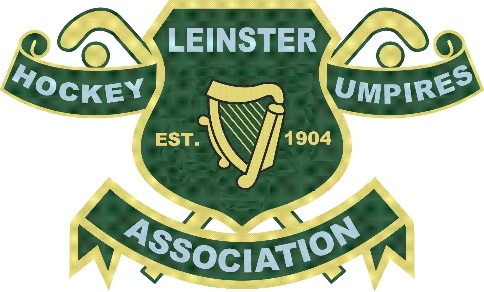 LEINSTER
HOCKEY UMPIRES
EST. 1904
ASSOCIATION